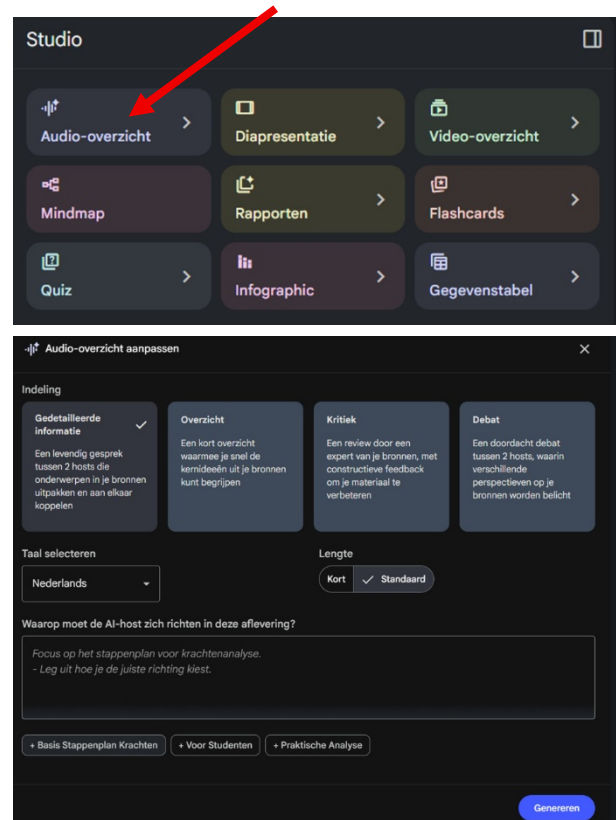 Studio
Audio-overzicht
Diapresentatie
Video-overzicht
Mindmap
Rapporten
Flashcards
Quiz
Infographic
Gegevenstabel
Audio-overzicht aanpassen
Indeling
Gedetailleerde
informatie
Een levendig gesprek
tussen 2 hosts die
onderwerpen in je bronnen
uitpakken en aan elkaar
koppelen
Overzicht
Een kort overzicht
waarmee je snel de
kernideeën uit je bronnen
kunt begrijpen
Kritiek
Een review door een
expert van je bronnen, met
constructieve feedback
om je materiaal te
verbeteren
Debat
Een doordacht debat
tussen 2 hosts, waarin
verschillende
perspectieven op je
bronnen worden belicht
Taal selecteren
Lengte
Nederlands
Kort
Standaard
Waarop moet de AI-host zich richten in deze aflevering?
Focus op het stappenplan voor krachtenanalyse.
- Leg uit hoe je de juiste richting kiest.
+ Basis Stappenplan Krachten
+ Voor Studenten
+ Praktische Analyse
Genereren